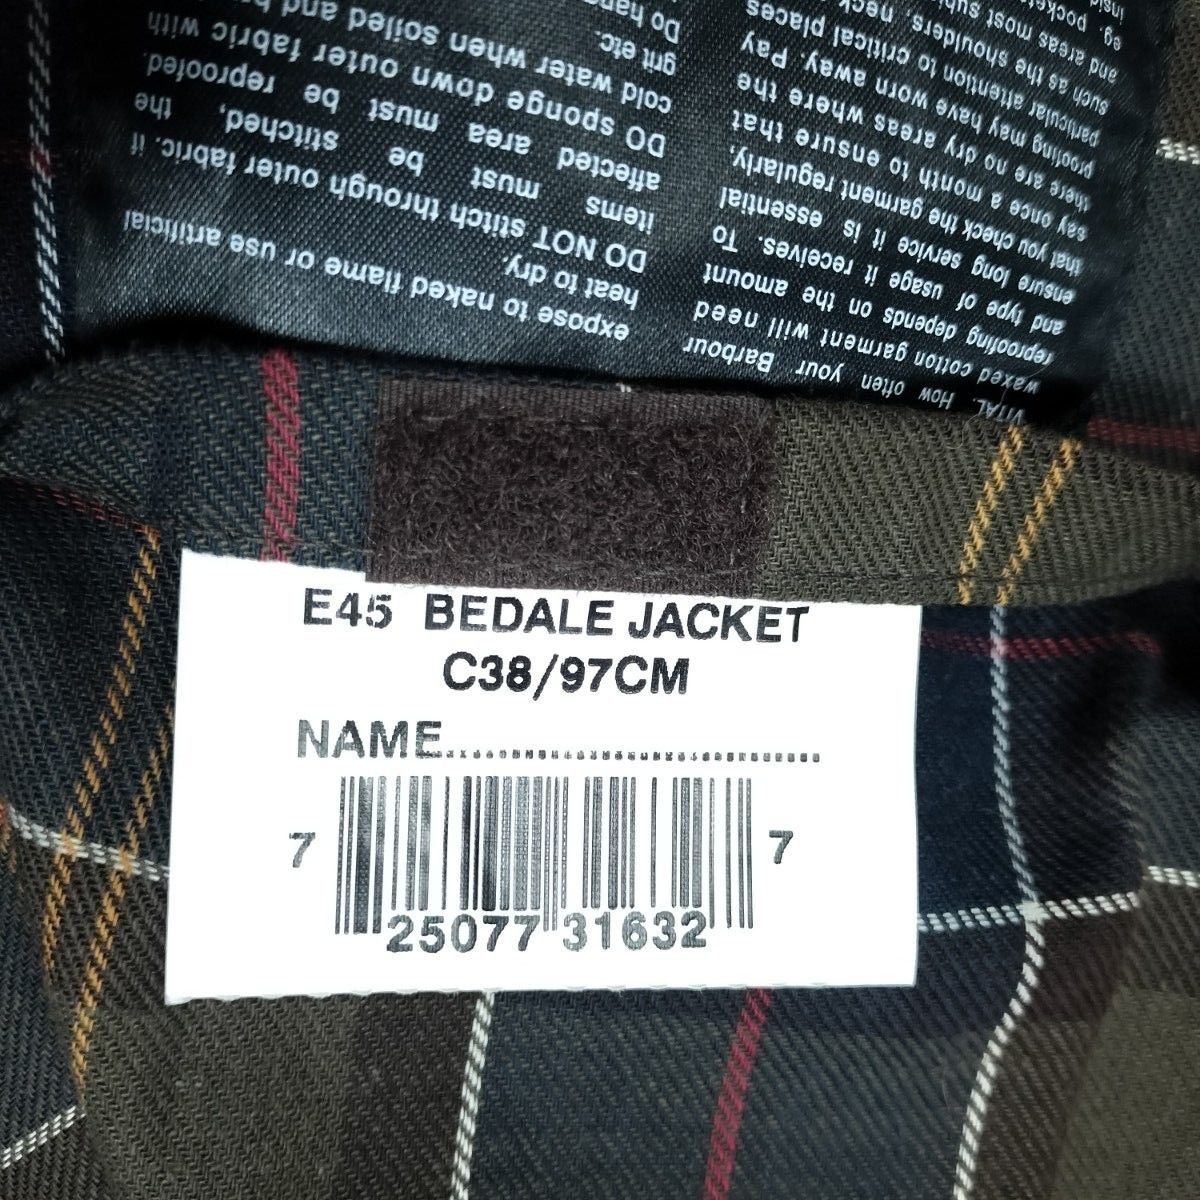 E45 BEDALE JACKET
C38/97CM
NAME
7 25077 31632 7
VITAL. How often your Barbour
waxed cotton garment will need
reproofing depends on the amount
and type of usage it receives. To
ensure long service it is essential
that you check the garment regularly,
say once a month to ensure that
there are no dry areas where the
proofing may have worn away. Pay
particular attention to critical places
such as the shoulders, neck,
and areas most
eg.
expose to naked flame or use artificial
heat to dry.
DO NOT stitch through outer fabric, if
items must be stitched, the
affected area must be reproofed.
DO sponge down outer fabric with
cold water when soiled and
grit etc.
Do